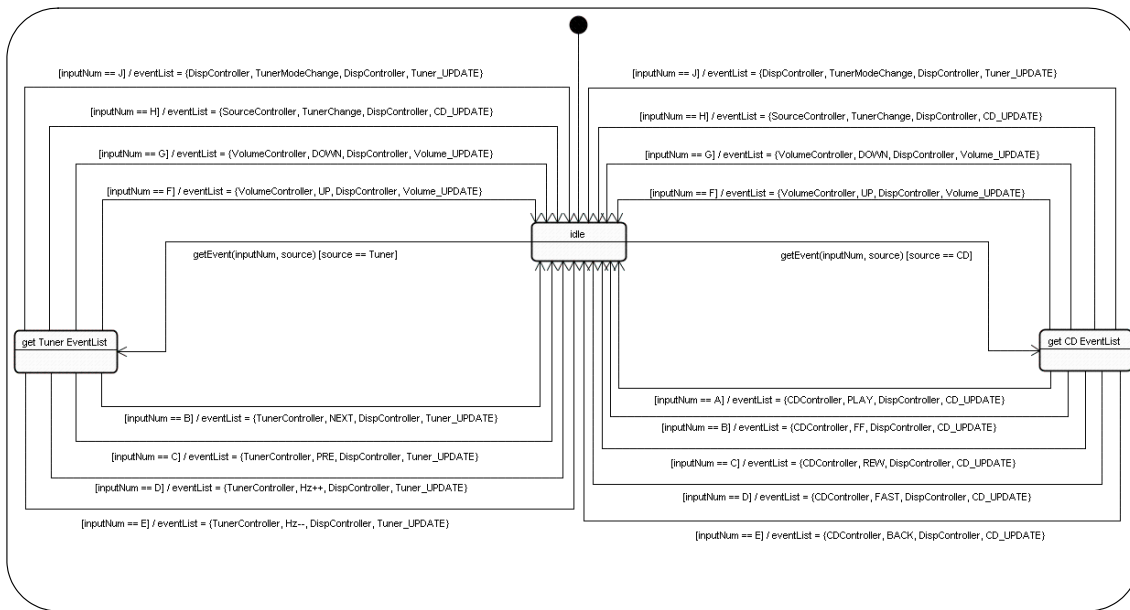 [inputNum == J] / eventList = {DispController, TunerModeChange, DispController, Tuner_UPDATE}
[inputNum == J] / eventList = {DispController, TunerModeChange, DispController, Tuner_UPDATE}
[inputNum == H] / eventList = {SourceController, TunerChange, DispController, CD_UPDATE}
[inputNum == H] / eventList = {SourceController, TunerChange, DispController, CD_UPDATE}
[inputNum == G] / eventList = {VolumeController, DOWN, DispController, Volume_UPDATE}
[inputNum == G] / eventList = {VolumeController, DOWN, DispController, Volume_UPDATE}
[inputNum == F] / eventList = {VolumeController, UP, DispController, Volume_UPDATE}
[inputNum == F] / eventList = {VolumeController, UP, DispController, Volume_UPDATE}
idle
getEvent(inputNum, source) [source == Tuner]
getEvent(inputNum, source) [source == CD]
get Tuner EventList
get CD EventList
[inputNum == A] / eventList = {CDController, PLAY, DispController, CD_UPDATE}
[inputNum == B] / eventList = {TunerController, NEXT, DispController, Tuner_UPDATE}
[inputNum == B] / eventList = {CDController, FF, DispController, CD_UPDATE}
[inputNum == C] / eventList = {TunerController, PRE, DispController, Tuner_UPDATE}
[inputNum == C] / eventList = {CDController, REW, DispController, CD_UPDATE}
[inputNum == D] / eventList = {TunerController, Hz++, DispController, Tuner_UPDATE}
[inputNum == D] / eventList = {CDController, FAST, DispController, CD_UPDATE}
[inputNum == E] / eventList = {TunerController, Hz--, DispController, Tuner_UPDATE}
[inputNum == E] / eventList = {CDController, BACK, DispController, CD_UPDATE}